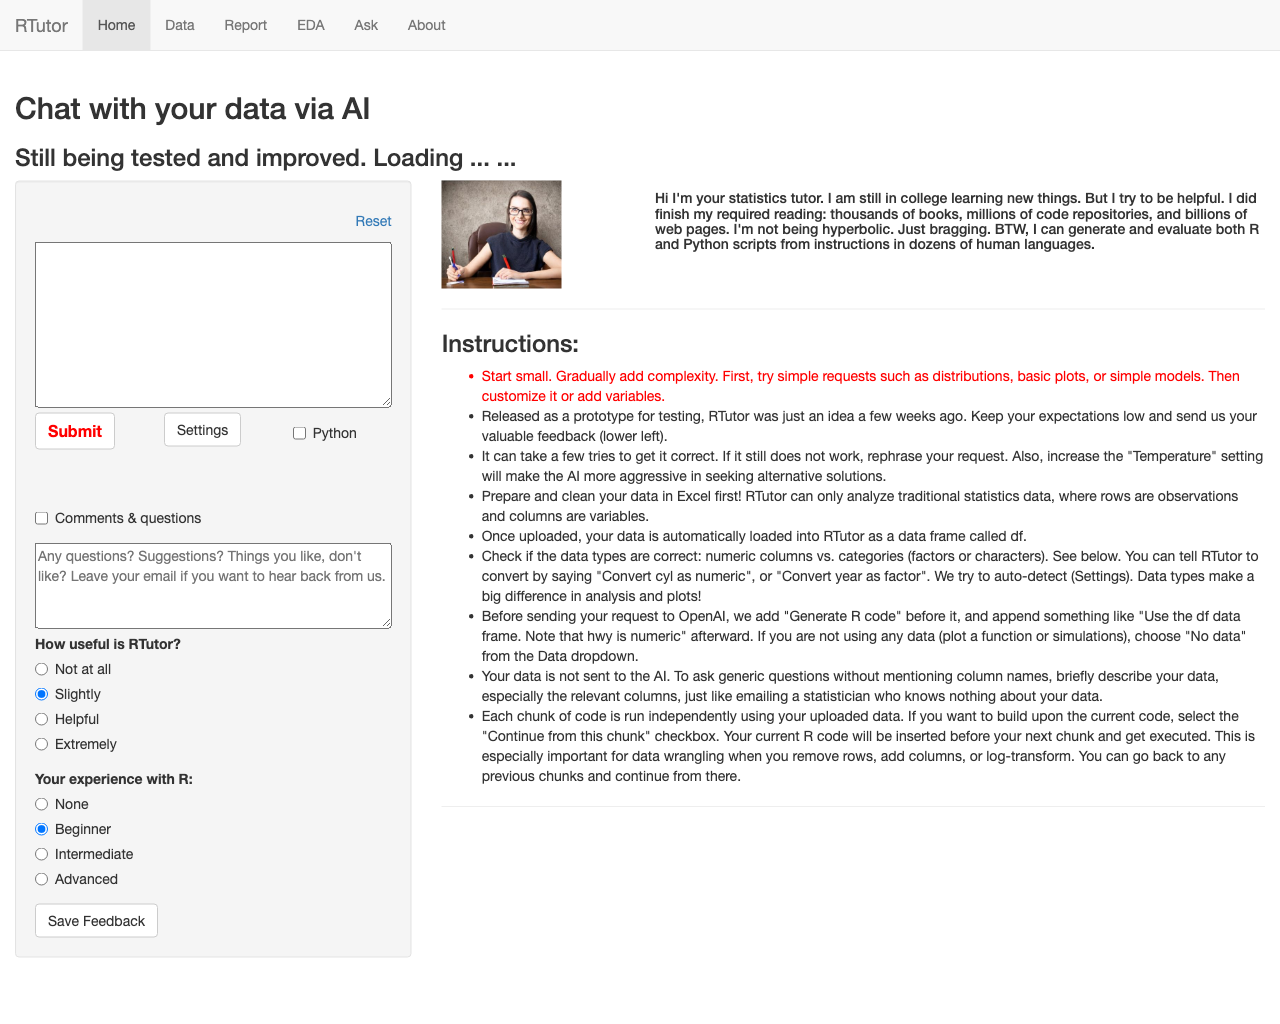 RTutor Home Data Report EDA Ask About
Chat with your data via AI
Still being tested and improved. Loading ... ...
Reset
Submit Settings Python
Comments & questions
Any questions? Suggestions? Things you like, don't
like? Leave your email if you want to hear back from us.
How useful is RTutor?
Not at all
Slightly
Helpful
Extremely
Your experience with R:
None
Beginner
Intermediate
Advanced
Save Feedback
Hi I'm your statistics tutor. I am still in college learning new things. But I try to be helpful. I did
finish my required reading: thousands of books, millions of code repositories, and billions of
web pages. I'm not being hyperbolic. Just bragging. BTW, I can generate and evaluate both R
and Python scripts from instructions in dozens of human languages.
Instructions:
• Start small. Gradually add complexity. First, try simple requests such as distributions, basic plots, or simple models. Then
customize it or add variables.
• Released as a prototype for testing, RTutor was just an idea a few weeks ago. Keep your expectations low and send us your
valuable feedback (lower left).
• It can take a few tries to get it correct. If it still does not work, rephrase your request. Also, increase the "Temperature" setting
will make the AI more aggressive in seeking alternative solutions.
• Prepare and clean your data in Excel first! RTutor can only analyze traditional statistics data, where rows are observations
and columns are variables.
• Once uploaded, your data is automatically loaded into RTutor as a data frame called df.
• Check if the data types are correct: numeric columns vs. categories (factors or characters). See below. You can tell RTutor to
convert by saying "Convert cyl as numeric", or "Convert year as factor". We try to auto-detect (Settings). Data types make a
big difference in analysis and plots!
• Before sending your request to OpenAI, we add "Generate R code" before it, and append something like "Use the df data
frame. Note that hwy is numeric" afterward. If you are not using any data (plot a function or simulations), choose "No data"
from the Data dropdown.
• Your data is not sent to the AI. To ask generic questions without mentioning column names, briefly describe your data,
especially the relevant columns, just like emailing a statistician who knows nothing about your data.
• Each chunk of code is run independently using your uploaded data. If you want to build upon the current code, select the
"Continue from this chunk" checkbox. Your current R code will be inserted before your next chunk and get executed. This is
especially important for data wrangling when you remove rows, add columns, or log-transform. You can go back to any
previous chunks and continue from there.